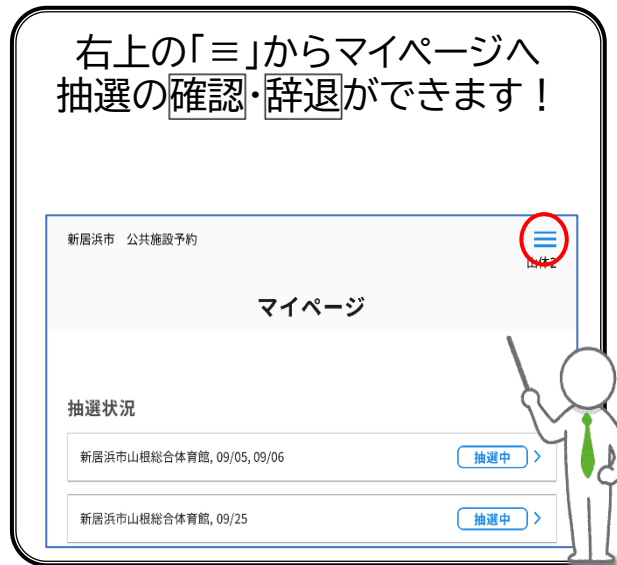 右上の「≡」からマイページへ
抽選の確認・辞退ができます！
新居浜市　公共施設予約
山体2
マイページ
抽選状況
新居浜市山根総合体育館, 09/05, 09/06
抽選中
新居浜市山根総合体育館, 09/25
抽選中